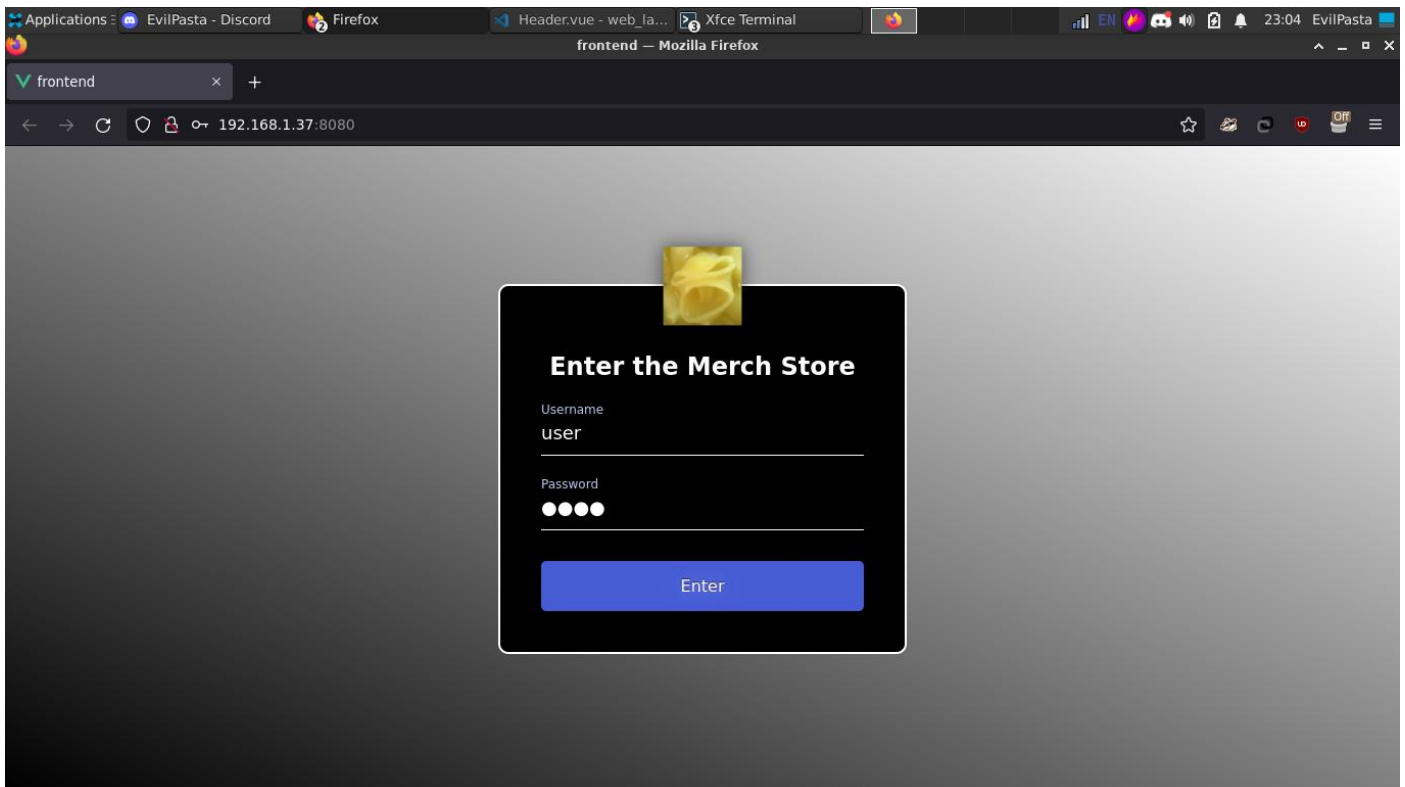 Applications EvilPasta - Discord Firefox Header.vue - web_la... Xfce Terminal EN 23:04 EvilPasta
frontend — Mozilla Firefox
frontend
192.168.1.37:8080
Off
Enter the Merch Store
Username
user
Password
Enter